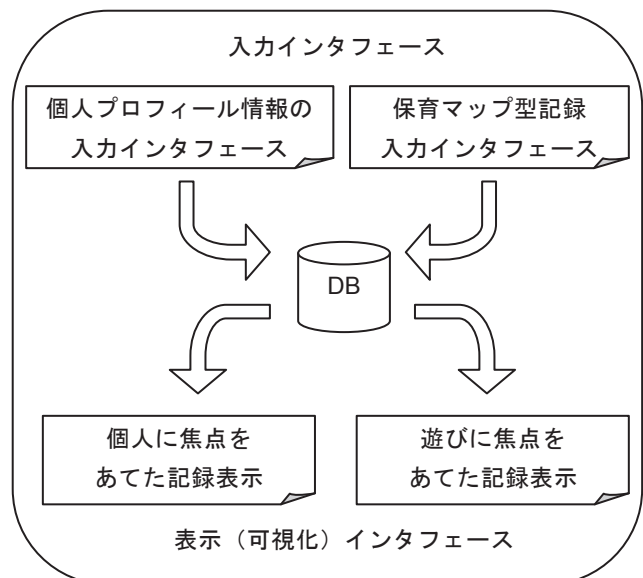 入力インタフェース
個人プロフィール情報の
入力インタフェース
保育マップ型記録
入力インタフェース
DB
個人に焦点を
あてた記録表示
遊びに焦点を
あてた記録表示
表示（可視化）インタフェース